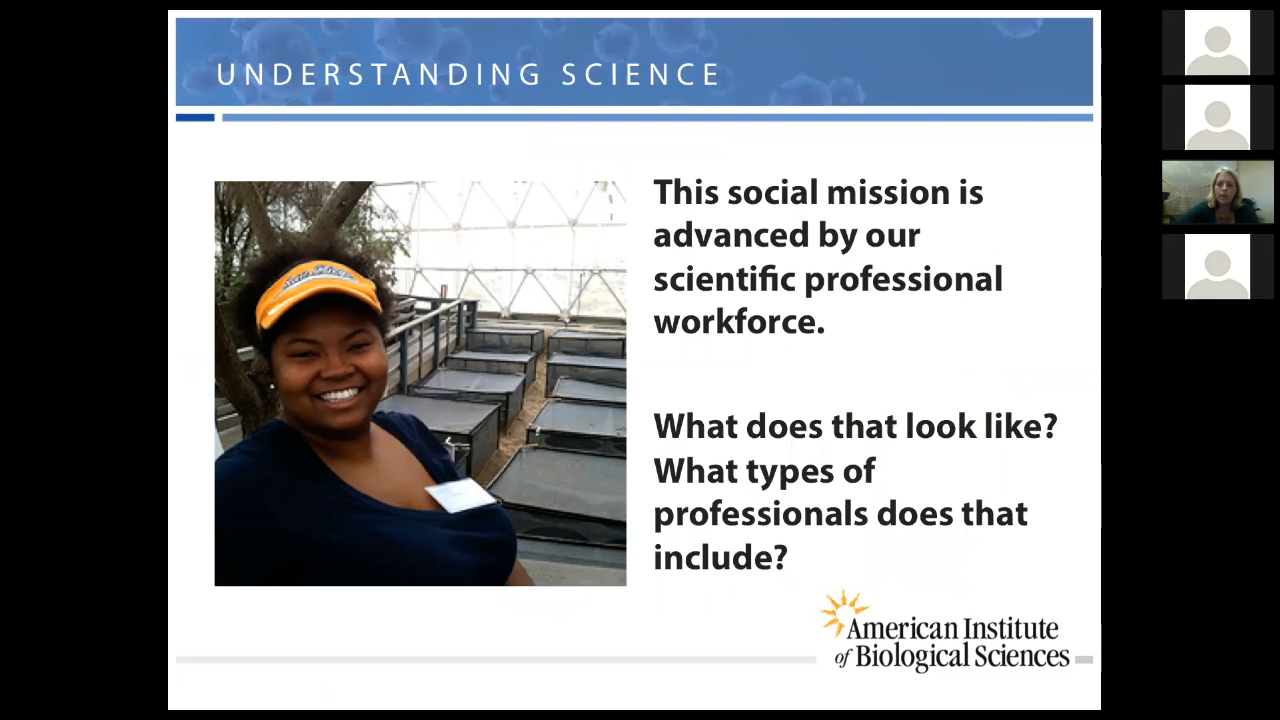 UNDERSTANDING SCIENCE
This social mission is
advanced by our
scientific professional
workforce.
What does that look like?
What types of
professionals does that
include?
American Institute
of Biological Sciences